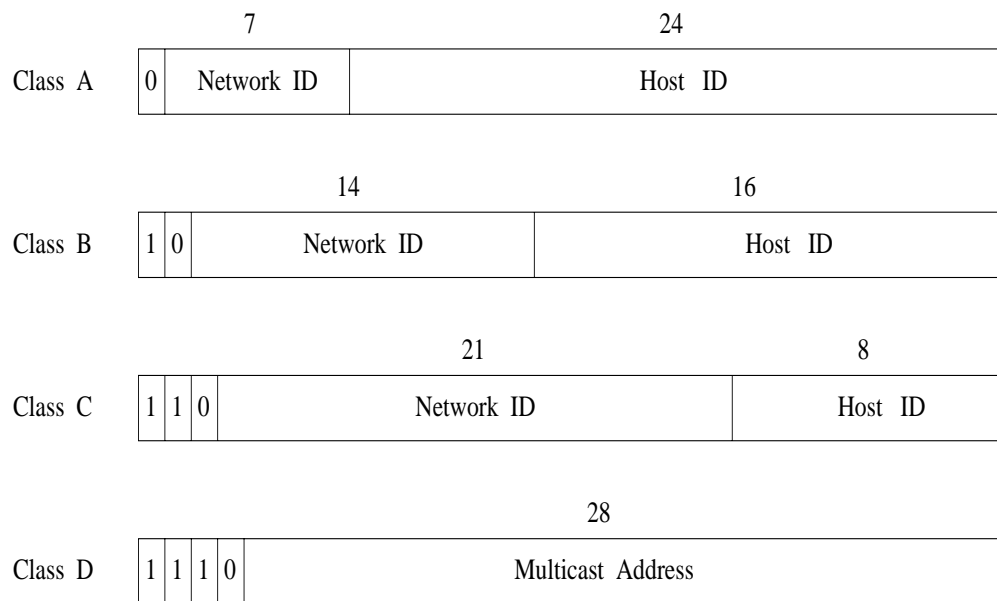 7 24
Class A 0 Network ID Host ID
14 16
Class B 1 0 Network ID Host ID
21 8
Class C 1 1 0 Network ID Host ID
28
Class D 1 1 1 0 Multicast Address